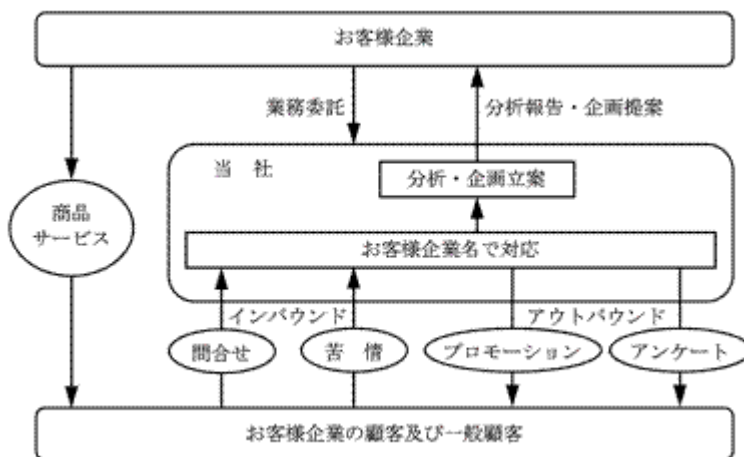 お客様企業
業務委託
分析報告・企画提案
当 社
分析・企画立案
商品
サービス
お客様企業名で対応
インバウンド
アウトバウンド
問合せ
苦 情
プロモーション
アンケート
お客様企業の顧客及び一般顧客